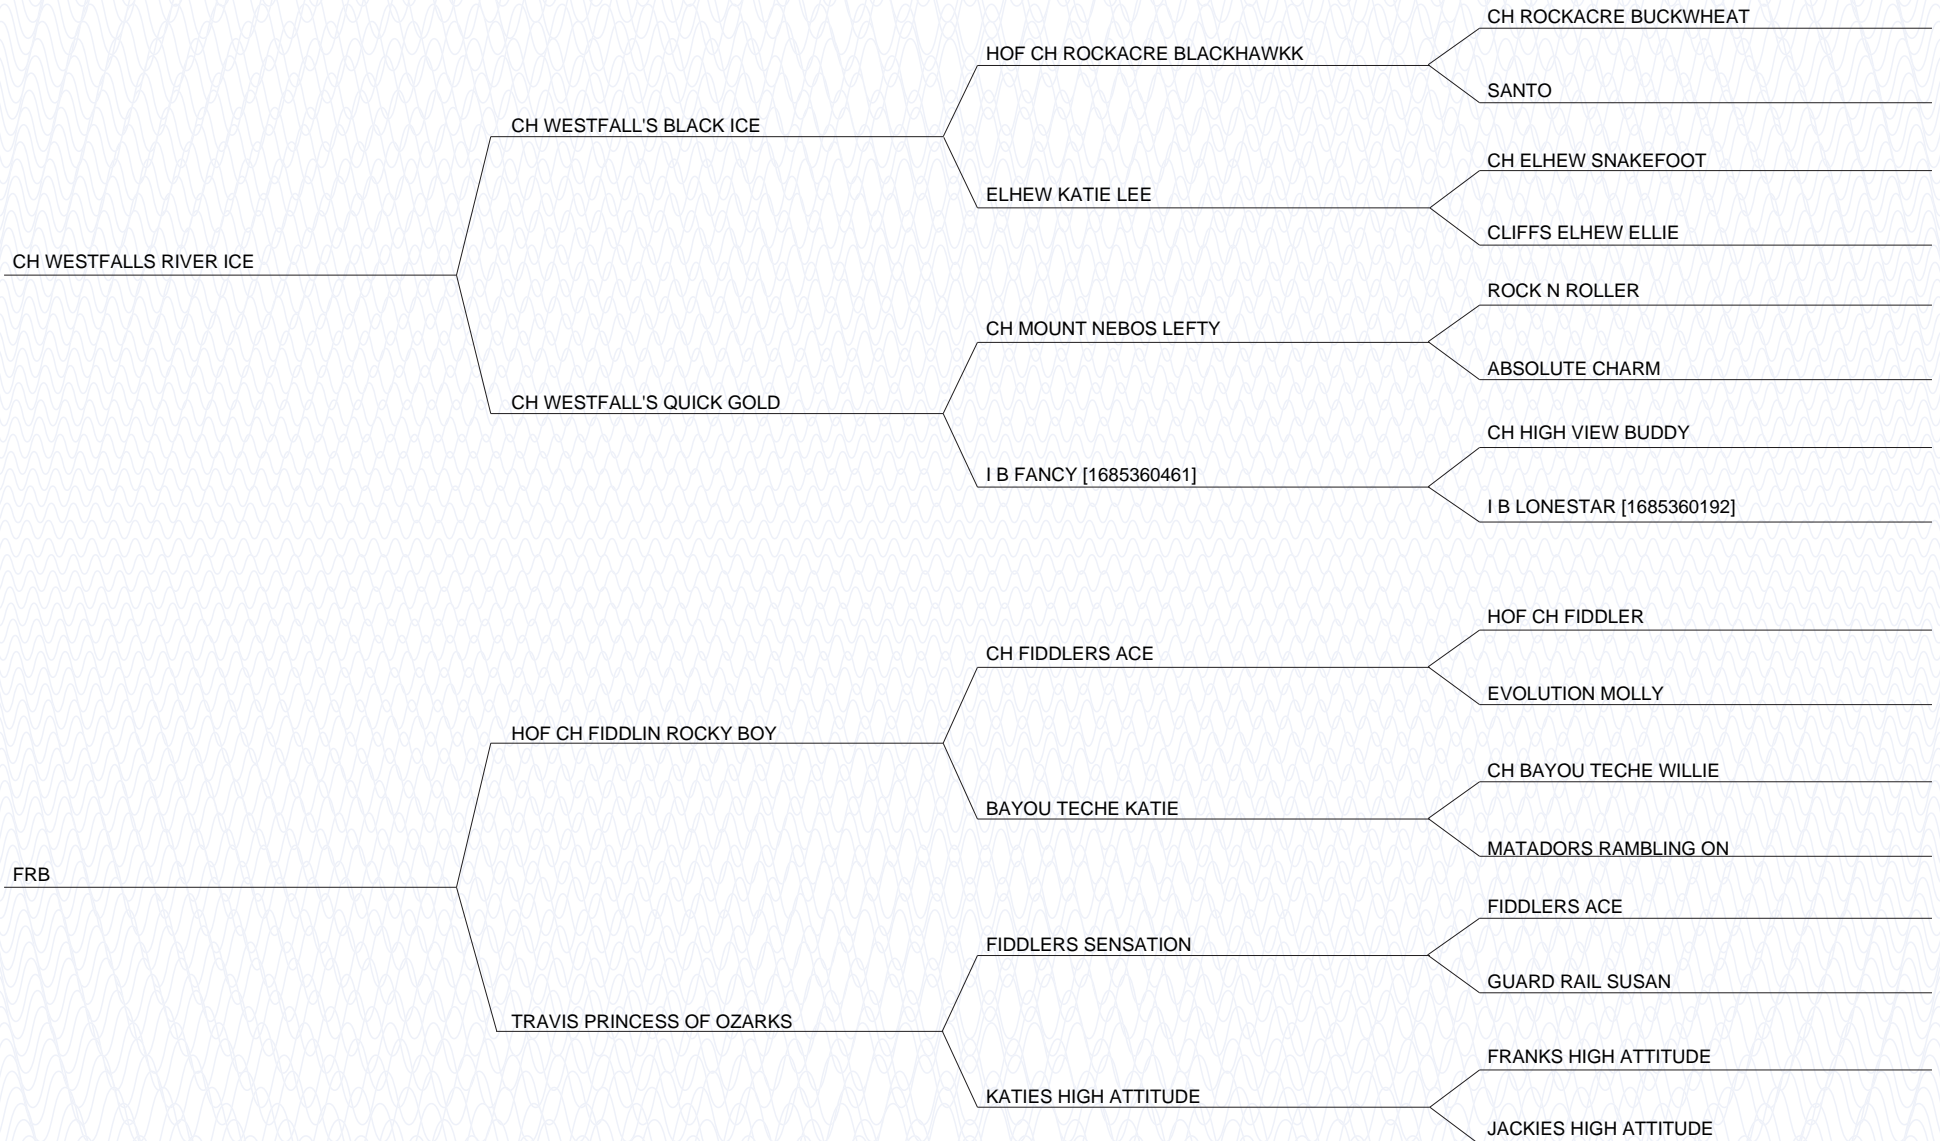 CH ROCKACRE BUCKWHEAT
HOF CH ROCKACRE BLACKHAWKK
SANTO
CH WESTFALL'S BLACK ICE
CH ELHEW SNAKEFOOT
ELHEW KATIE LEE
CLIFFS ELHEW ELLIE
CH WESTFALLS RIVER ICE
ROCK N ROLLER
CH MOUNT NEBOS LEFTY
ABSOLUTE CHARM
CH WESTFALL'S QUICK GOLD
CH HIGH VIEW BUDDY
I B FANCY [1685360461]
I B LONESTAR [1685360192]
HOF CH FIDDLER
CH FIDDLERS ACE
EVOLUTION MOLLY
HOF CH FIDDLIN ROCKY BOY
CH BAYOU TECHE WILLIE
BAYOU TECHE KATIE
MATADORS RAMBLING ON
FRB
FIDDLERS ACE
FIDDLERS SENSATION
GUARD RAIL SUSAN
TRAVIS PRINCESS OF OZARKS
FRANKS HIGH ATTITUDE
KATIES HIGH ATTITUDE
JACKIES HIGH ATTITUDE